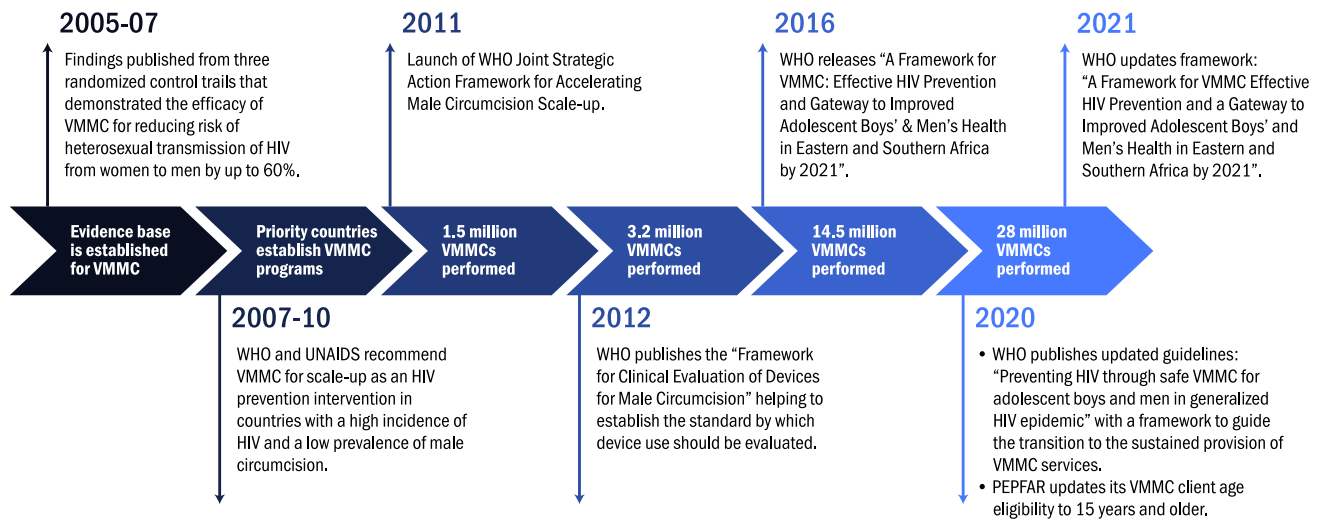 2005-07
Findings published from three
randomized control trails that
demonstrated the efficacy of
VMMC for reducing risk of
heterosexual transmission of HIV
from women to men by up to 60%.
2011
Launch of WHO Joint Strategic
Action Framework for Accelerating
Male Circumcision Scale-up.
2016
WHO releases “A Framework for
VMMC: Effective HIV Prevention
and Gateway to Improved
Adolescent Boys’ & Men’s Health
in Eastern and Southern Africa
by 2021”.
2021
WHO updates framework:
“A Framework for VMMC Effective
HIV Prevention and a Gateway to
Improved Adolescent Boys’ and
Men’s Health in Eastern and
Southern Africa by 2021”.
Evidence base
is established
for VMMC
Priority countries
establish VMMC
programs
1.5 million
VMMCs
performed
3.2 million
VMMCs
performed
14.5 million
VMMCs
performed
28 million
VMMCs
performed
2007-10
WHO and UNAIDS recommend
VMMC for scale-up as an HIV
prevention intervention in
countries with a high incidence of
HIV and a low prevalence of male
circumcision.
2012
WHO publishes the “Framework
for Clinical Evaluation of Devices
for Male Circumcision” helping to
establish the standard by which
device use should be evaluated.
2020
• WHO publishes updated guidelines:
“Preventing HIV through safe VMMC for
adolescent boys and men in generalized
HIV epidemic” with a framework to guide
the transition to the sustained provision of
VMMC services.
• PEPFAR updates its VMMC client age
eligibility to 15 years and older.